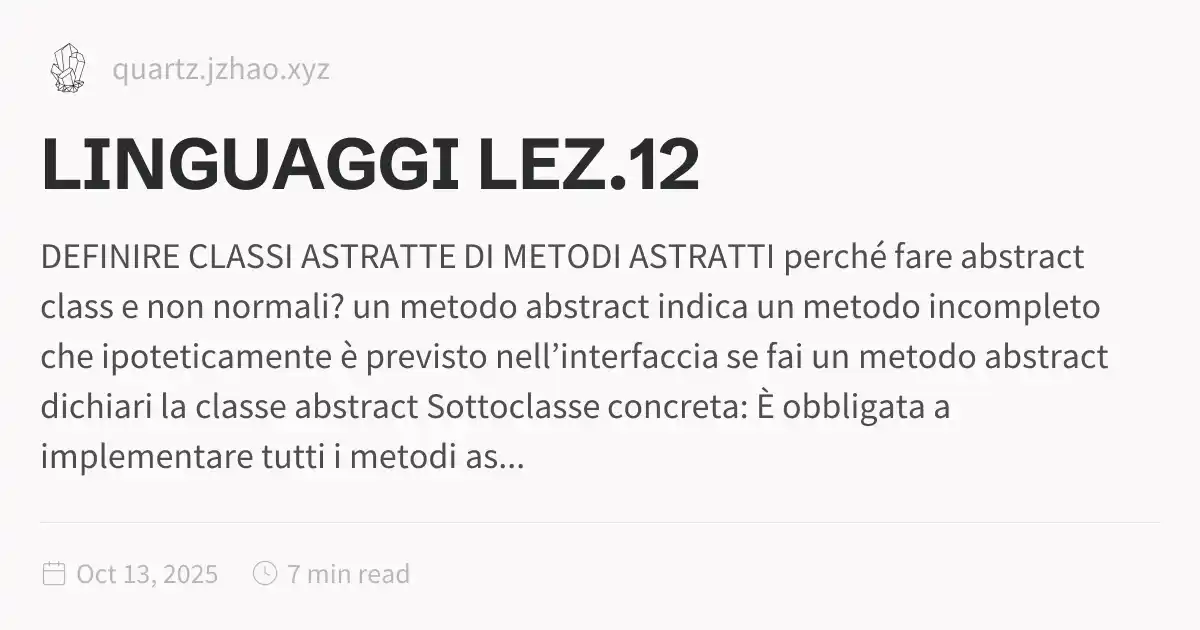 quartz.jzhao.xyz
LINGUAGGI LEZ.12
DEFINIRE CLASSI ASTRATTE DI METODI ASTRATTI perché fare abstract
class e non normali? un metodo abstract indica un metodo incompleto
che ipoteticamente è previsto nell’interfaccia se fai un metodo abstract
dichiari la classe abstract Sottoclasse concreta: È obbligata a
implementare tutti i metodi as...
Oct 13, 2025 7 min read